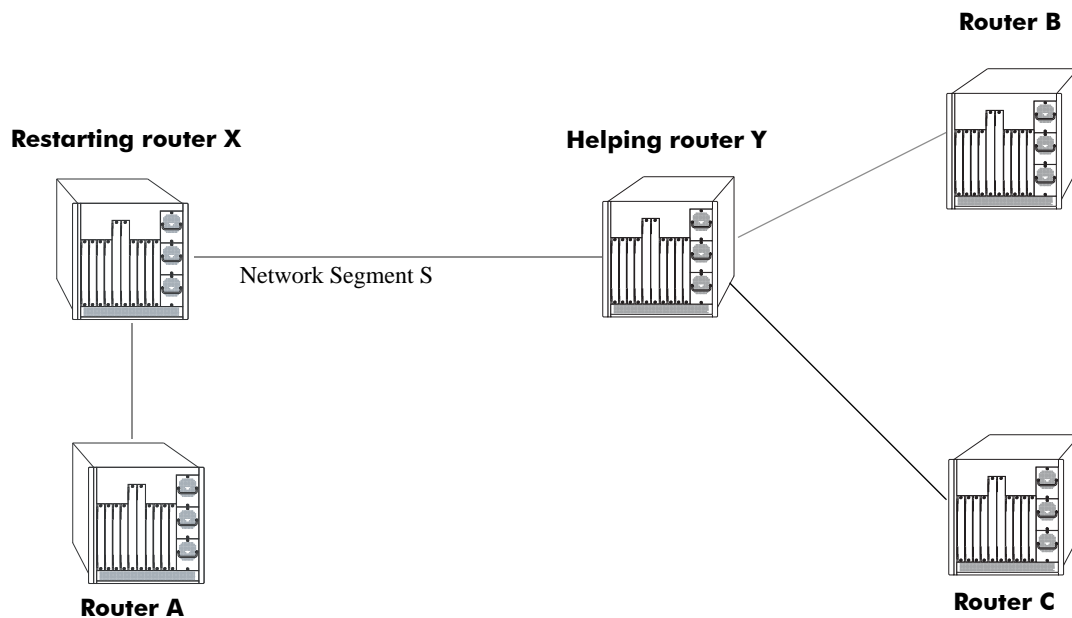 Router B
Restarting router X
Helping router Y
Network Segment S
Router A
Router C